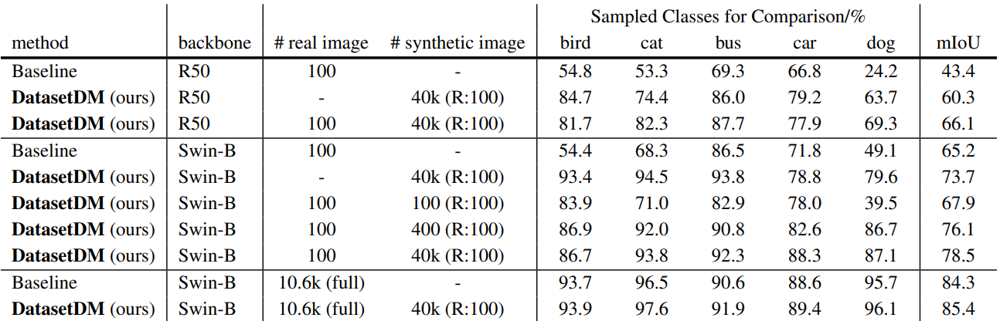 Sampled Classes for Comparison/%
method backbone # real image # synthetic image bird cat bus car dog mIoU
Baseline R50 100 - 54.8 53.3 69.3 66.8 24.2 43.4
DatasetDM (ours) R50 - 40k (R:100) 84.7 74.4 86.0 79.2 63.7 60.3
DatasetDM (ours) R50 100 40k (R:100) 81.7 82.3 87.7 77.9 69.3 66.1
Baseline Swin-B 100 - 54.4 68.3 86.5 71.8 49.1 65.2
DatasetDM (ours) Swin-B - 40k (R:100) 93.4 94.5 93.8 78.8 79.6 73.7
DatasetDM (ours) Swin-B 100 100 (R:100) 83.9 71.0 82.9 78.0 39.5 67.9
DatasetDM (ours) Swin-B 100 400 (R:100) 86.9 92.0 90.8 82.6 86.7 76.1
DatasetDM (ours) Swin-B 100 40k (R:100) 86.7 93.8 92.3 88.3 87.1 78.5
Baseline Swin-B 10.6k (full) - 93.7 96.5 90.6 88.6 95.7 84.3
DatasetDM (ours) Swin-B 10.6k (full) 40k (R:100) 93.9 97.6 91.9 89.4 96.1 85.4